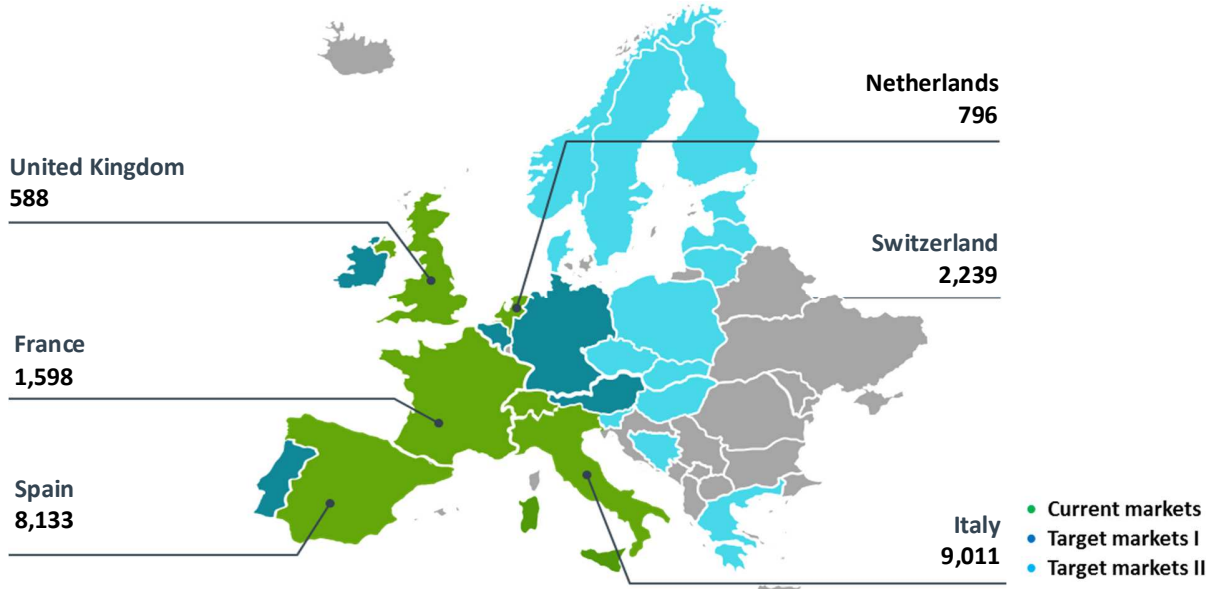 Netherlands
796
United Kingdom
588
Switzerland
2,239
France
1,598
Spain
8,133
Italy
9,011
Current markets
Target markets I
Target markets II